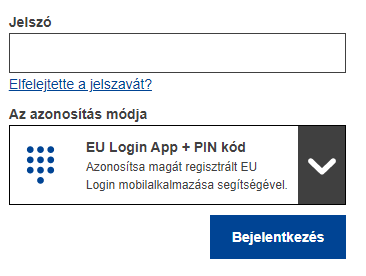 Jelszó
Elfelejtette a jelszavát?
Az azonosítás módja
EU Login App + PIN kód
Azonosítsa magát regisztrált EU
Login mobilalkalmazása segítségével.
Bejelentkezés